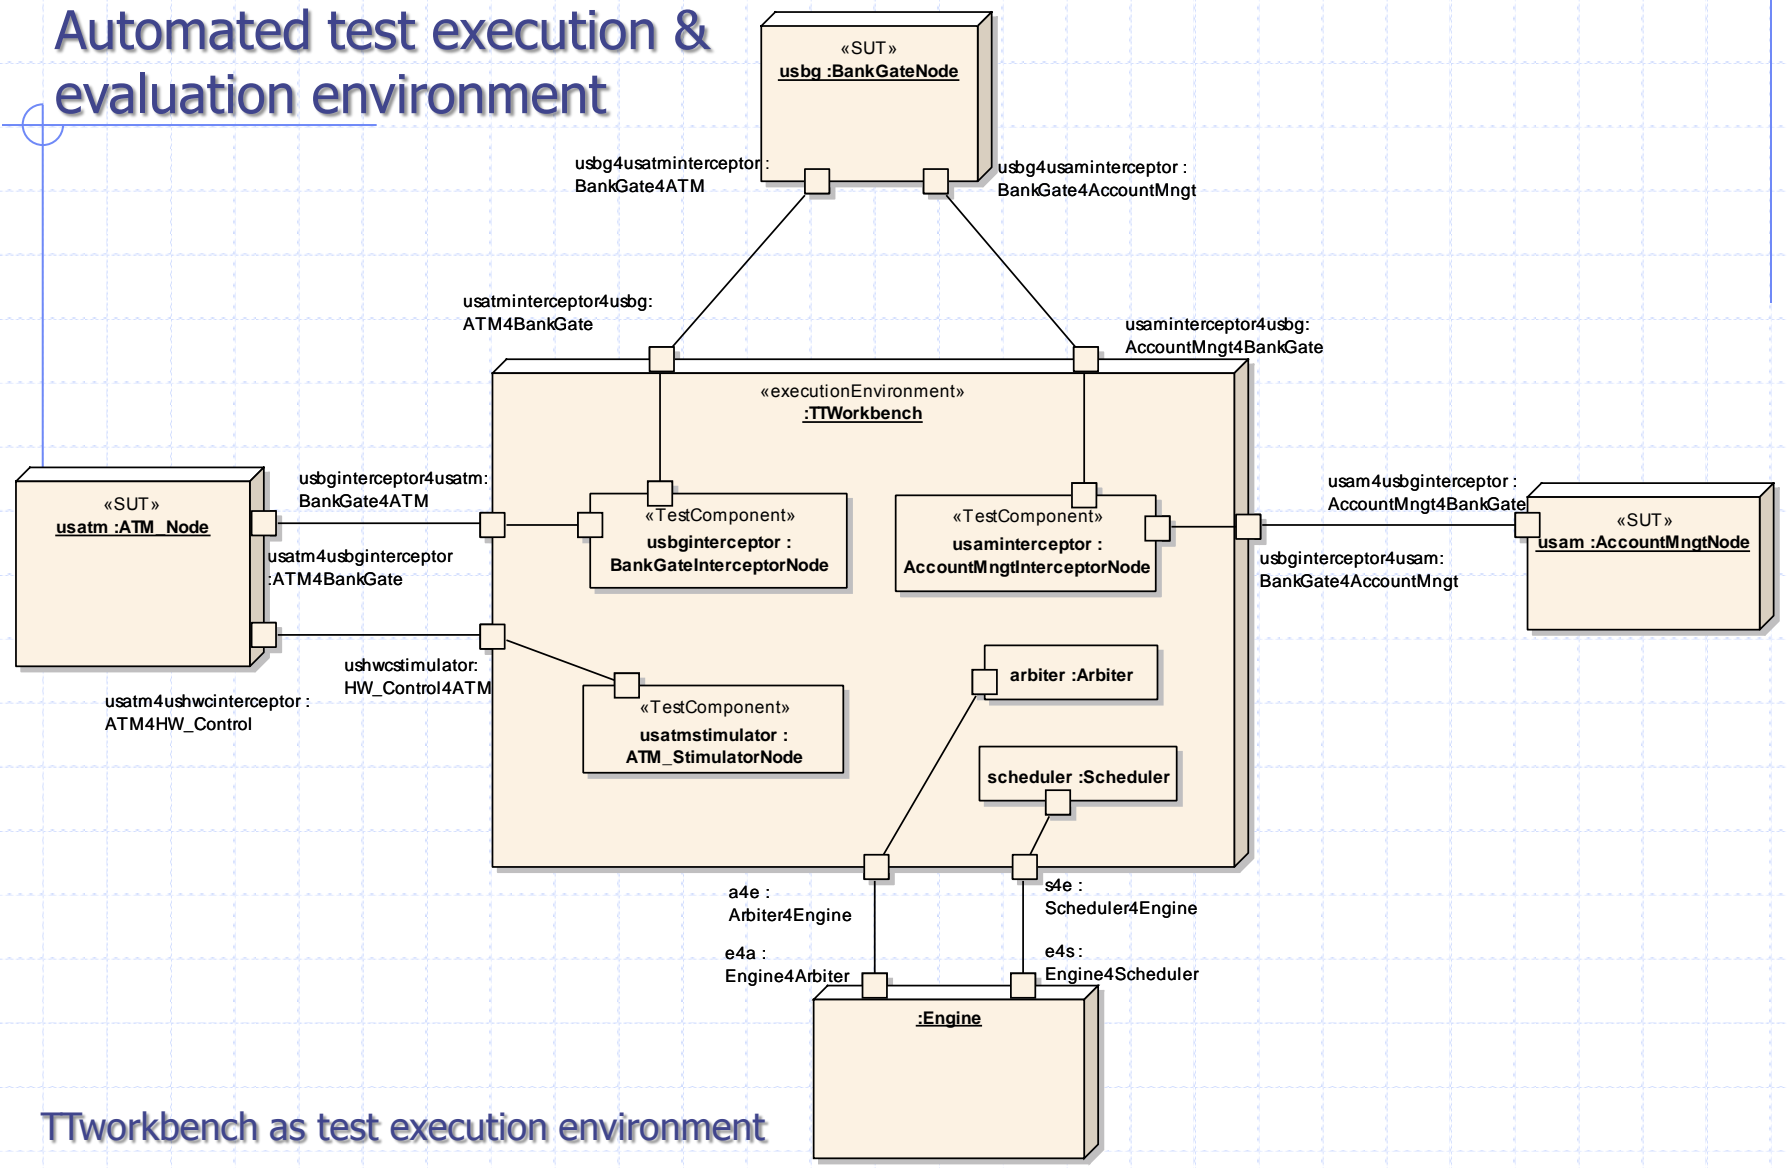 Automated test execution &
evaluation environment
«SUT»
usbg :BankGateNode
usbg4usatminterceptor :
BankGate4ATM
usbg4usaminterceptor :
BankGate4AccountMngt
usatminterceptor4usbg:
ATM4BankGate
usaminterceptor4usbg:
AccountMngt4BankGate
«executionEnvironment»
:TTWorkbench
«SUT»
usatm :ATM_Node
usbginterceptor4usatm:
BankGate4ATM
usatm4usbginterceptor
:ATM4BankGate
«TestComponent»
usbginterceptor :
BankGateInterceptorNode
«TestComponent»
usaminterceptor :
AccountMngtInterceptorNode
usam4usbginterceptor :
AccountMngt4BankGate
usbginterceptor4usam:
BankGate4AccountMngt
«SUT»
usam :AccountMngtNode
ushwcstimulator:
HW_Control4ATM
usatm4ushwcinterceptor :
ATM4HW_Control
«TestComponent»
usatmstimulator :
ATM_StimulatorNode
arbiter :Arbiter
scheduler :Scheduler
a4e :
Arbiter4Engine
s4e :
Scheduler4Engine
e4a :
Engine4Arbiter
e4s :
Engine4Scheduler
:Engine
TTworkbench as test execution environment